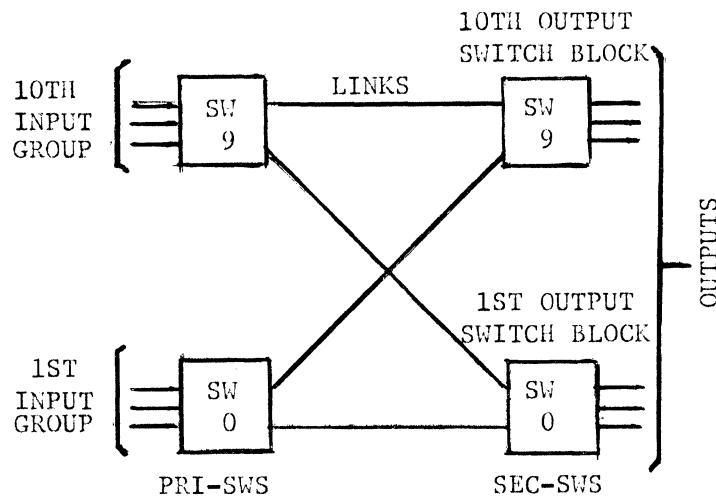 10TH OUTPUT
SWITCH BLOCK
10TH
INPUT
GROUP
SW
9
LINKS
SW
9
OUTPUTS
1ST OUTPUT
SWITCH BLOCK
1ST
INPUT
GROUP
SW
0
SW
0
PRI-SWS
SEC-SWS